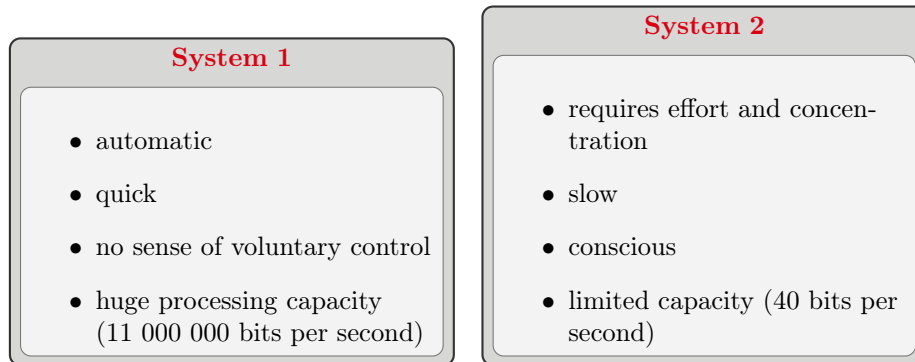 System 1
• automatic
• quick
• no sense of voluntary control
• huge processing capacity
(11 000 000 bits per second)
System 2
• requires effort and concen-
tration
• slow
• conscious
• limited capacity (40 bits per
second)